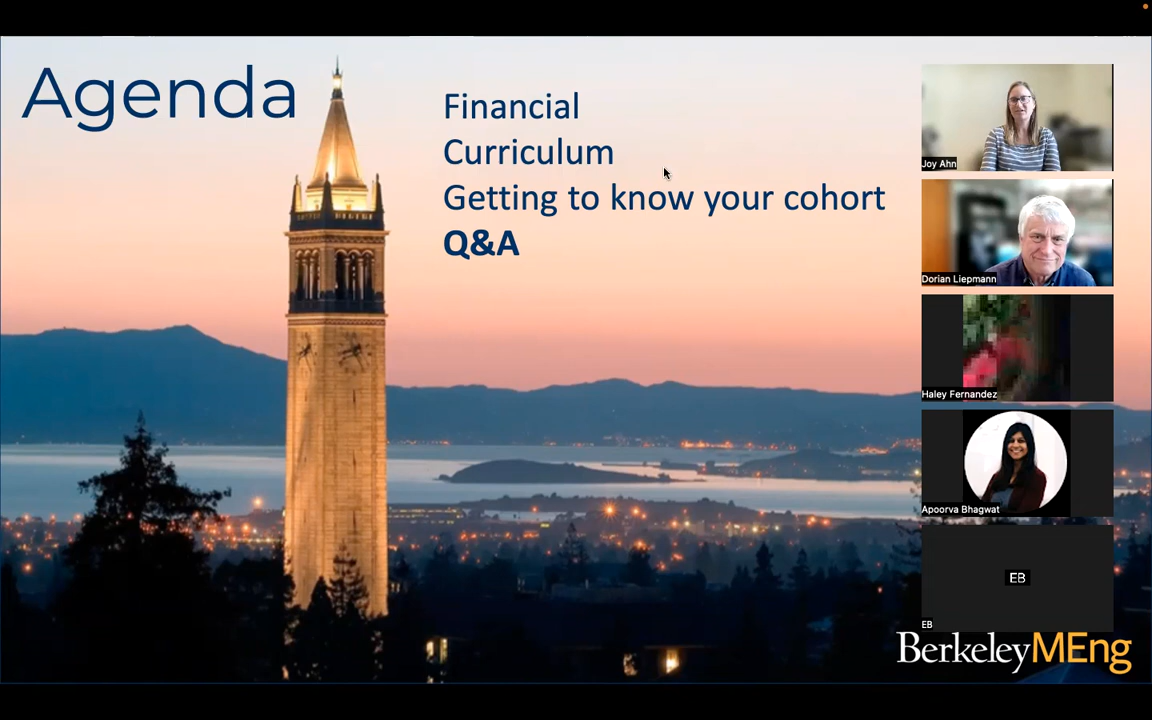 Agenda
Financial
Curriculum
Getting to know your cohort
Q&A
Joy Ahn
Dorian Liepmann
Haley Fernandez
Apoorva Bhagwat
EB
EB
BerkeleyMEng